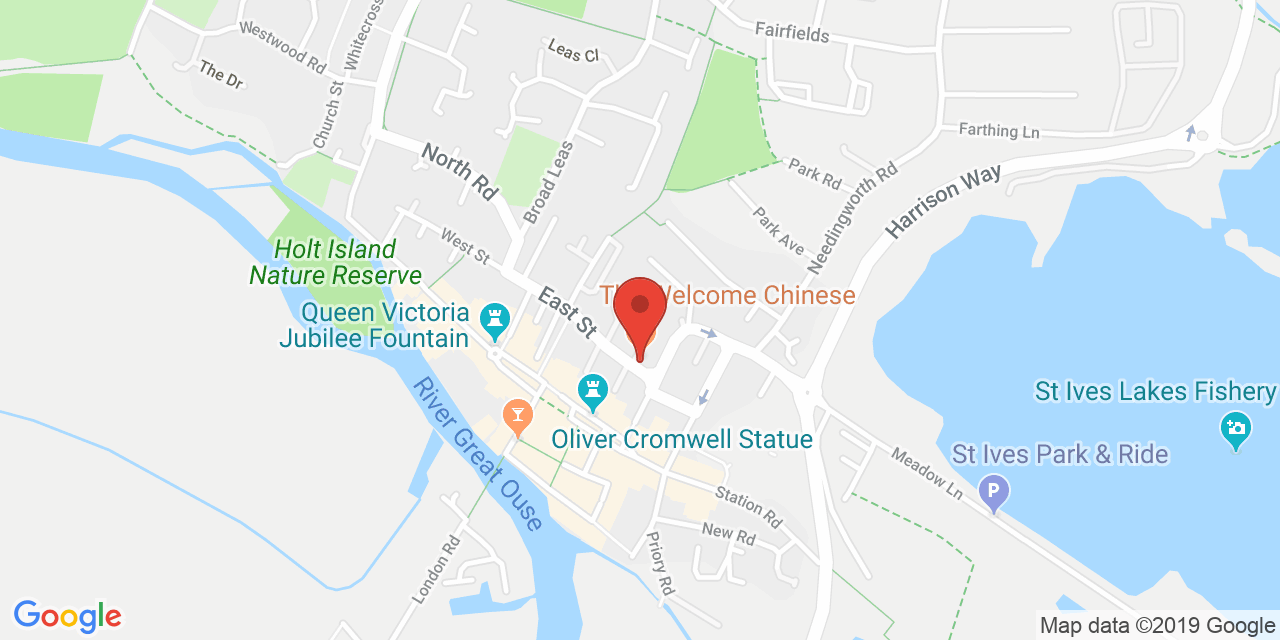 Fairfields
Westwood Rd
Whitecross
Leas Cl
The Dr
Church St
Farthing Ln
North Rd
Broad Leas
Park Rd
Needingworth Rd
Harrison Way
Park Ave
West St
Holt Island
Nature Reserve
East St
Welcome Chinese
Queen Victoria
Jubilee Fountain
River Great Ouse
Oliver Cromwell Statue
St Ives Lakes Fishery
St Ives Park & Ride
Meadow Ln
Station Rd
New Rd
Priory Rd
London Rd
Google
Map data ©2019 Google